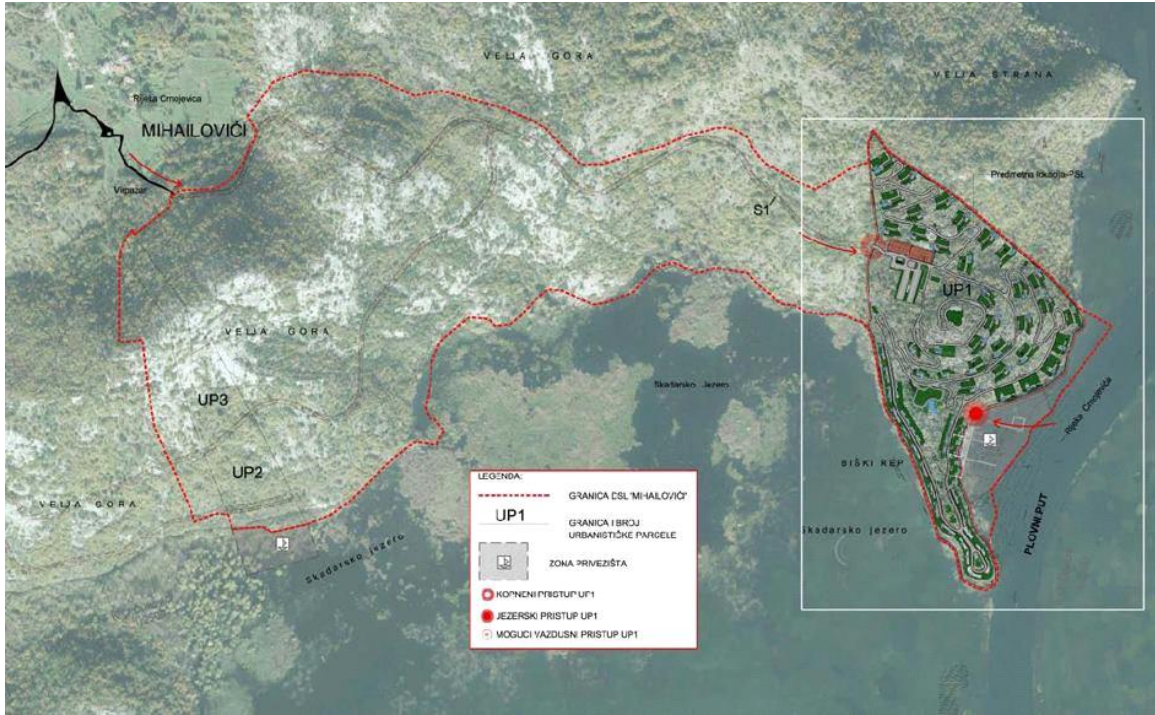 VELJA GORA
VELJA STRANA
Rijeka Crnojevića
MIHAILOVIĆI
Virpazar
Predmetna lokacija-DSL
S1
UP1
VELJA GORA
Skadarsko Jezero
UP3
Rijeka Crnojevića
UP2
BIŠKI REP
VELJA GORA
Skadarsko jezero
Skadarsko jezero
PLOVNI PUT
LEGENDA:
GRANICA DSL "MIHAILOVIĆI"
UP1
GRANICA I BROJ
URBANISTIČKE PARCELE
ZONA PRIVEZIŠTA
KOPNENI PRISTUP UP1
JEZERSKI PRISTUP UP1
MOGUĆI VAZDUŠNI PRISTUP UP1